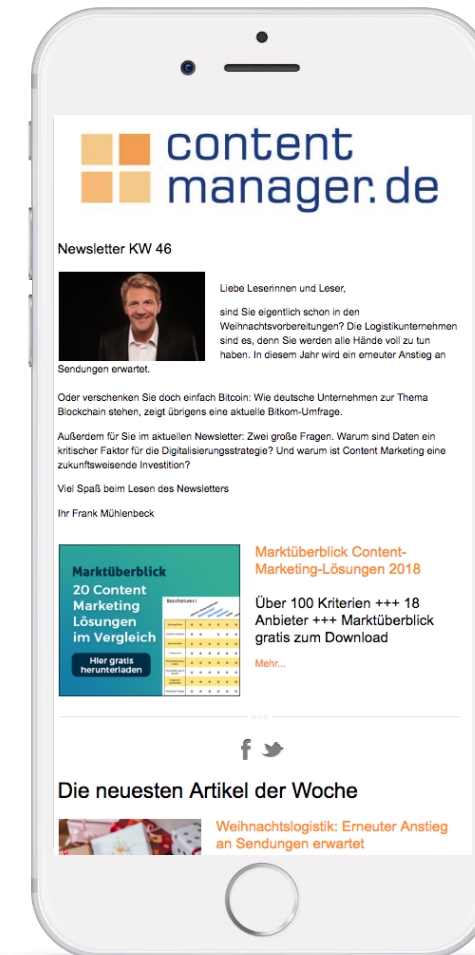 content
manager.de
Newsletter KW 46
Liebe Leserinnen und Leser,
sind Sie eigentlich schon in den
Weihnachtsvorbereitungen? Die Logistikunternehmen
sind es, denn Sie werden alle Hände voll zu tun
haben. In diesem Jahr wird ein erneuter Anstieg an
Sendungen erwartet.
Oder verschenken Sie doch einfach Bitcoin: Wie deutsche Unternehmen zur Thema
Blockchain stehen, zeigt übrigens eine aktuelle Bitkom-Umfrage.
Außerdem für Sie im aktuellen Newsletter: Zwei große Fragen. Warum sind Daten ein
kritischer Faktor für die Digitalisierungsstrategie? Und warum ist Content Marketing eine
zukunftsweisende Investition?
Viel Spaß beim Lesen des Newsletters
Ihr Frank Mühlenbeck
Marktüberblick
20 Content
Marketing
Lösungen
im Vergleich
Hier gratis
herunterladen
Marktüberblick Content-
Marketing-Lösungen 2018
Über 100 Kriterien +++ 18
Anbieter +++ Marktüberblick
gratis zum Download
Mehr...
Die neuesten Artikel der Woche
Weihnachtslogistik: Erneuter Anstieg
an Sendungen erwartet